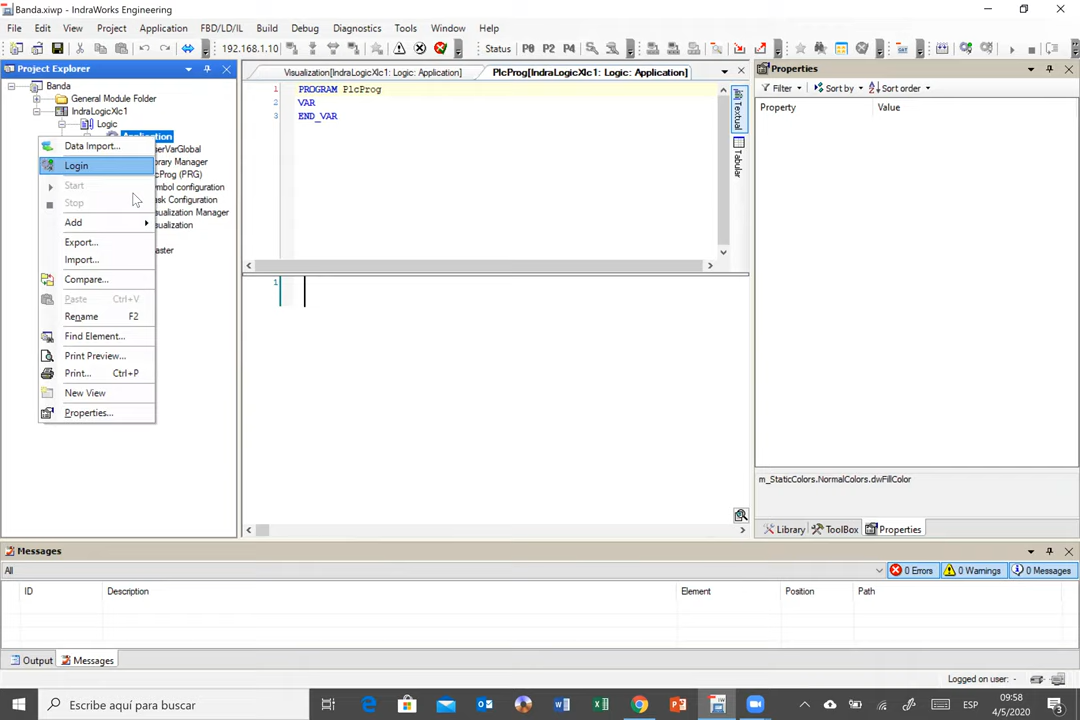 Banda.xiwp - IndraWorks Engineering
File Edit View Project Application FBD/LD/IL Build Debug Diagnostics Tools Window Help
192.168.1.10 Status P0 P2 P4
Project Explorer
Banda
General Module Folder
IndraLogicXlc1
Logic
Application
serVarGlobal
brary Manager
cProg (PRG)
mbol configuration
sk Configuration
sualization Manager
sualization
aster
Data Import...
Login
Start
Stop
Add
Export...
Import...
Compare...
Paste Ctrl+V
Rename F2
Find Element...
Print Preview...
Print... Ctrl+P
New View
Properties...
Visualization[IndraLogicXlc1: Logic: Application] PlcProg[IndraLogicXlc1: Logic: Application]
1 PROGRAM PlcProg
2 VAR
3 END_VAR
Textual
Tabular
1
Properties
Filter Sort by Sort order
Property Value
m_StaticColors.NormalColors.dwFillColor
Library ToolBox Properties
Messages
All 0 Errors 0 Warnings 0 Messages
ID Description Element Position Path
Output Messages
Logged on user: -
Escribe aquí para buscar
ESP
09:58
4/5/2020
3